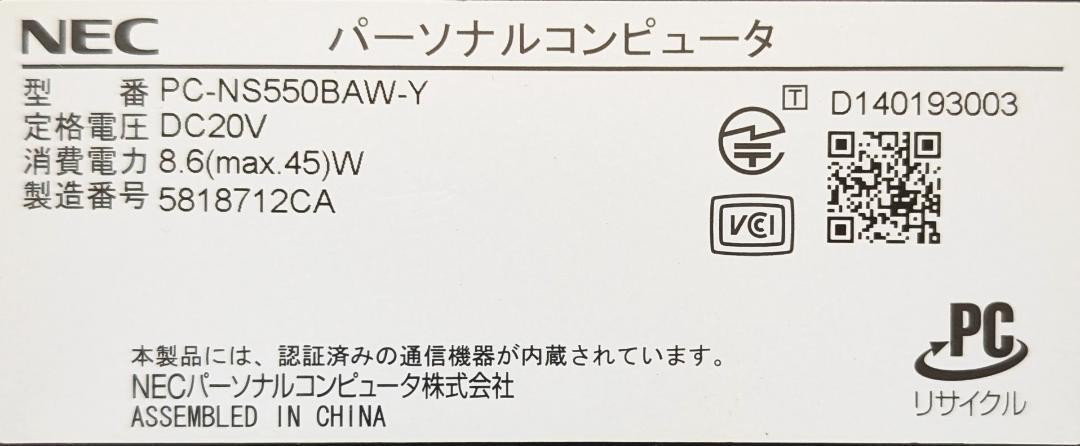 NEC パーソナルコンピュータ
型　番 PC-NS550BAW-Y
定格電圧 DC20V
消費電力 8.6(max.45)W
製造番号 5818712CA
T D140193003
VCCI
PC
リサイクル
本製品には、認証済みの通信機器が内蔵されています。
NECパーソナルコンピュータ株式会社
ASSEMBLED IN CHINA